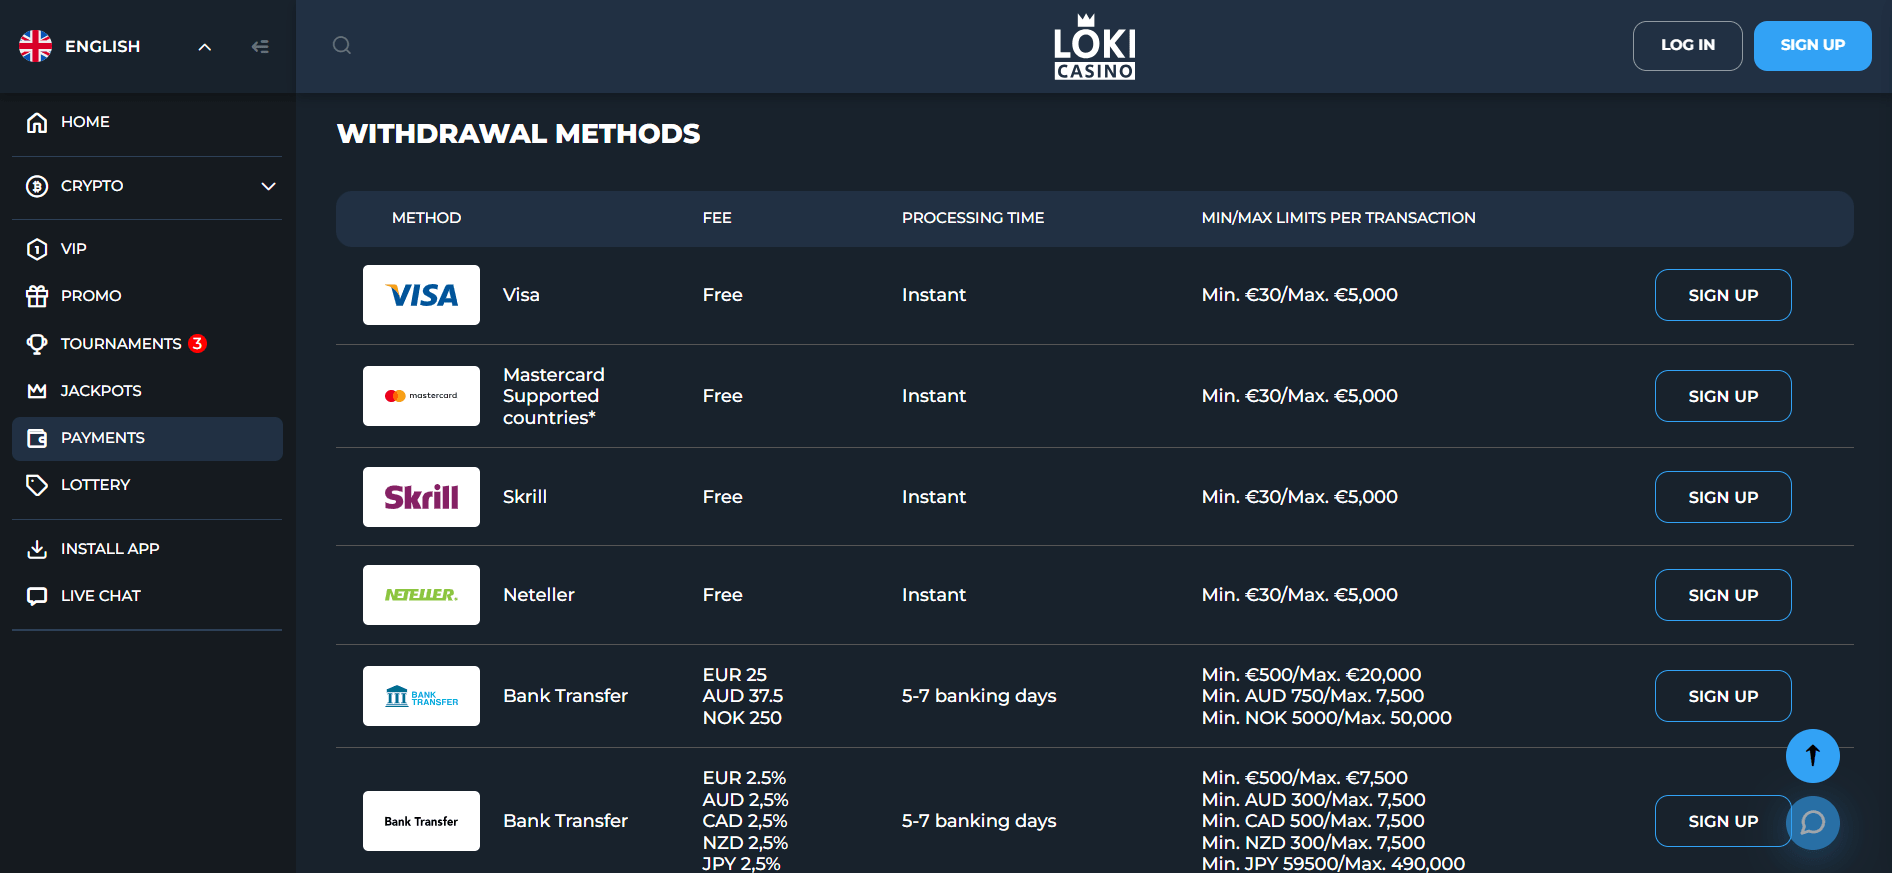 ENGLISH
LOKI
CASINO
LOG IN
SIGN UP
HOME
CRYPTO
VIP
PROMO
TOURNAMENTS 3
JACKPOTS
PAYMENTS
LOTTERY
INSTALL APP
LIVE CHAT
WITHDRAWAL METHODS
METHOD FEE PROCESSING TIME MIN/MAX LIMITS PER TRANSACTION
VISA Visa Free Instant Min. €30/Max. €5,000 SIGN UP
mastercard
Mastercard
Supported
countries*
Free Instant Min. €30/Max. €5,000 SIGN UP
Skrill Skrill Free Instant Min. €30/Max. €5,000 SIGN UP
NETELLER. Neteller Free Instant Min. €30/Max. €5,000 SIGN UP
BANK
TRANSFER
Bank Transfer
EUR 25
AUD 37.5
NOK 250
5-7 banking days
Min. €500/Max. €20,000
Min. AUD 750/Max. 7,500
Min. NOK 5000/Max. 50,000
SIGN UP
Bank Transfer
Bank Transfer
EUR 2.5%
AUD 2,5%
CAD 2,5%
NZD 2,5%
JPY 2,5%
5-7 banking days
Min. €500/Max. €7,500
Min. AUD 300/Max. 7,500
Min. CAD 500/Max. 7,500
Min. NZD 300/Max. 7,500
Min. JPY 59500/Max. 490,000
SIGN UP